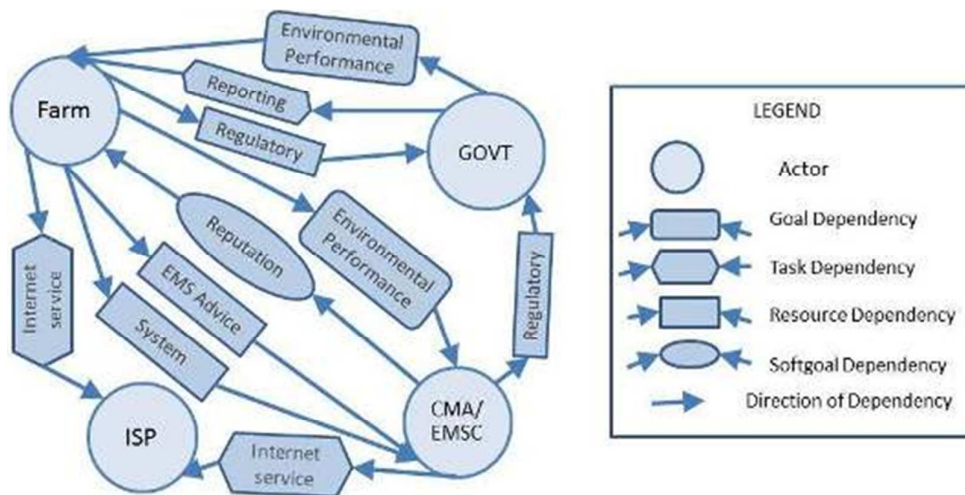 Environmental
Performance
Reporting
Regulatory
Farm
GOVT
Reputation
Environmental
Performance
Internet
service
EMS Advice
System
Regulatory
ISP
Internet
service
CMA/
EMSC
LEGEND
Actor
Goal Dependency
Task Dependency
Resource Dependency
Softgoal Dependency
Direction of Dependency